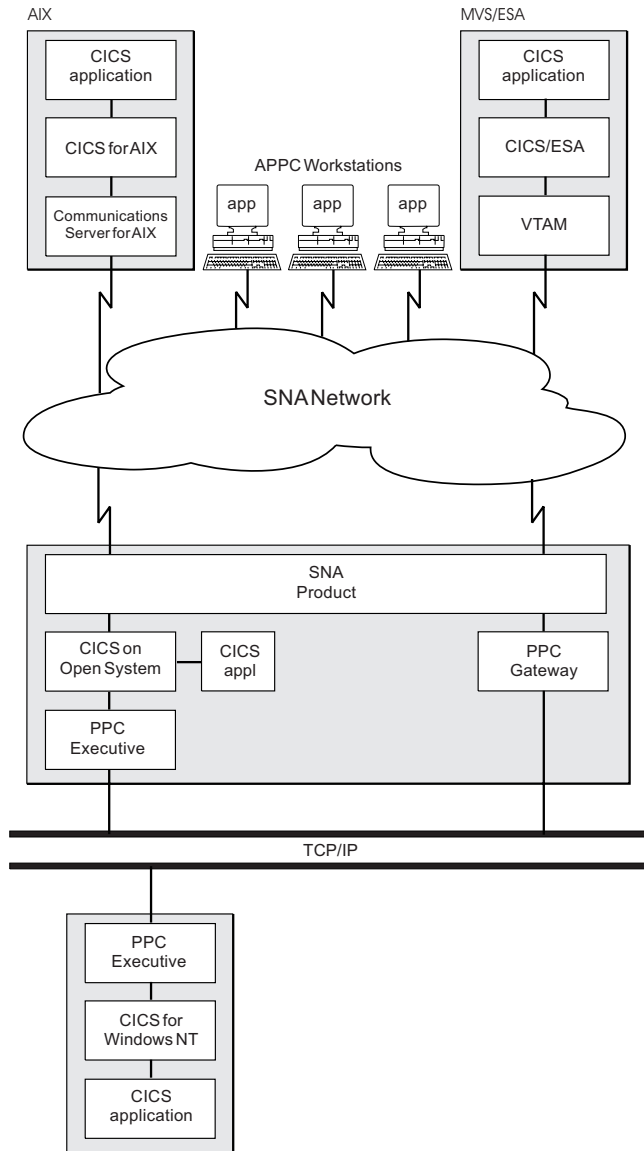 AIX
MVS/ESA
CICS
application
CICS
application
CICS for AIX
CICS/ESA
APPC Workstations
app
app
app
Communications
Server for AIX
VTAM
SNA Network
SNA
Product
CICS on
Open System
CICS
appl
PPC
Gateway
PPC
Executive
TCP/IP
PPC
Executive
CICS for
Windows NT
CICS
application